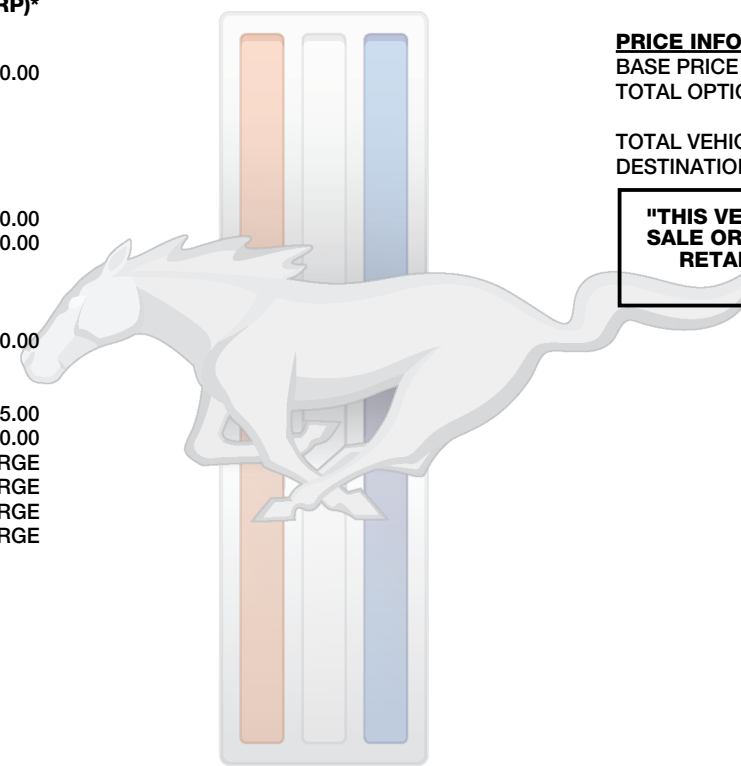 RP)*
0.00
0.00
0.00
0.00
5.00
0.00
RGE
RGE
RGE
RGE
PRICE INFO
BASE PRICE
TOTAL OPTIO
TOTAL VEHIC
DESTINATION
"THIS VE
SALE OR
RETAI